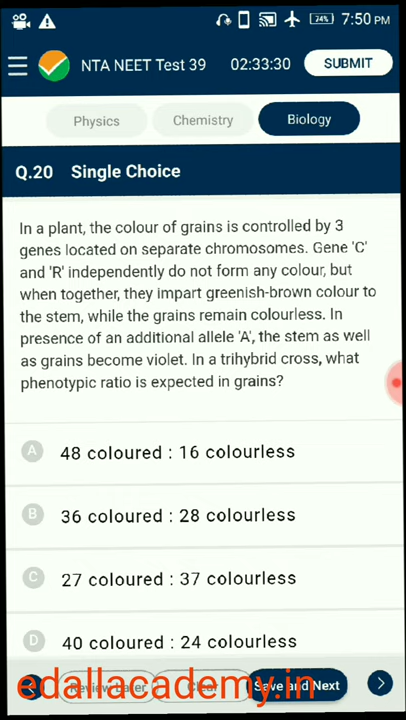 24% 7:50 PM
NTA NEET Test 39 02:33:30 SUBMIT
Physics Chemistry Biology
Q.20 Single Choice
In a plant, the colour of grains is controlled by 3
genes located on separate chromosomes. Gene 'C'
and 'R' independently do not form any colour, but
when together, they impart greenish-brown colour to
the stem, while the grains remain colourless. In
presence of an additional allele 'A', the stem as well
as grains become violet. In a trihybrid cross, what
phenotypic ratio is expected in grains?
A 48 coloured : 16 colourless
B 36 coloured : 28 colourless
C 27 coloured : 37 colourless
D 40 coloured : 24 colourless
Review Later Clear Save and Next
edallacademy.in